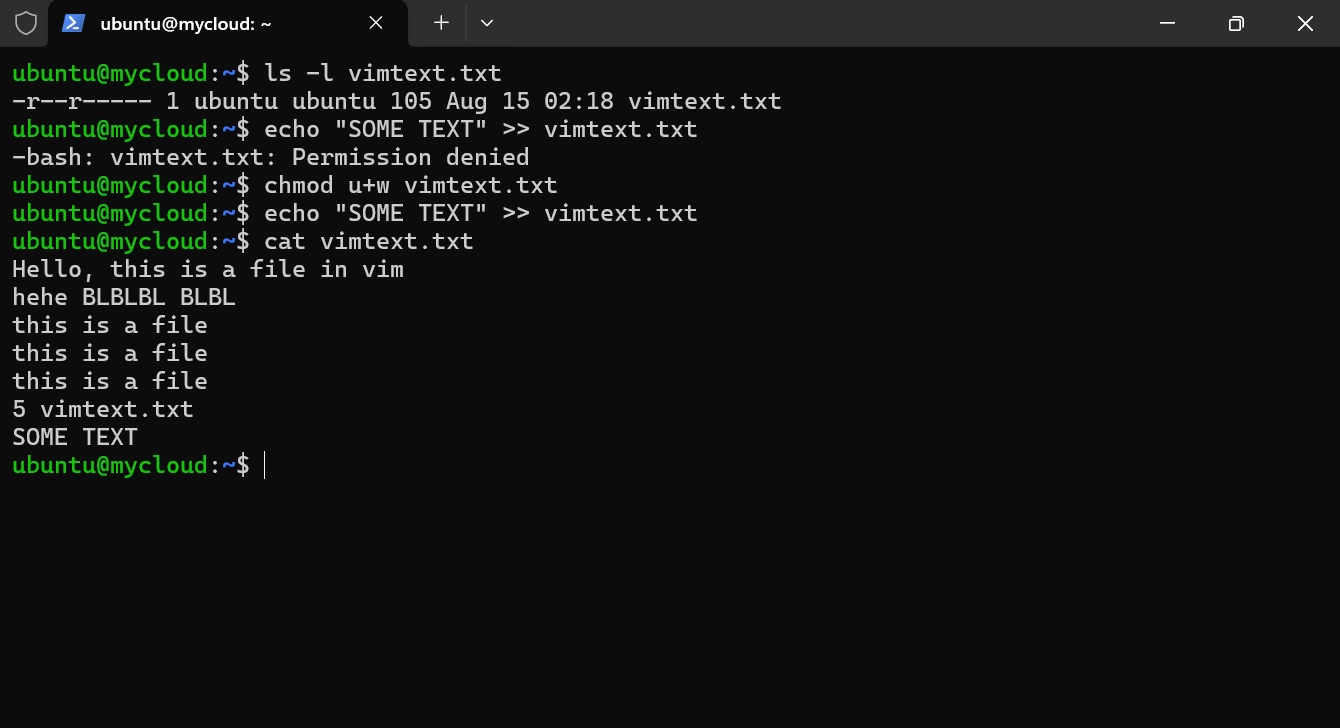 ubuntu@mycloud: ~
ubuntu@mycloud:~$ ls -l vimtext.txt
-r--r----- 1 ubuntu ubuntu 105 Aug 15 02:18 vimtext.txt
ubuntu@mycloud:~$ echo "SOME TEXT" >> vimtext.txt
-bash: vimtext.txt: Permission denied
ubuntu@mycloud:~$ chmod u+w vimtext.txt
ubuntu@mycloud:~$ echo "SOME TEXT" >> vimtext.txt
ubuntu@mycloud:~$ cat vimtext.txt
Hello, this is a file in vim
hehe BLBLBL BLBL
this is a file
this is a file
this is a file
5 vimtext.txt
SOME TEXT
ubuntu@mycloud:~$